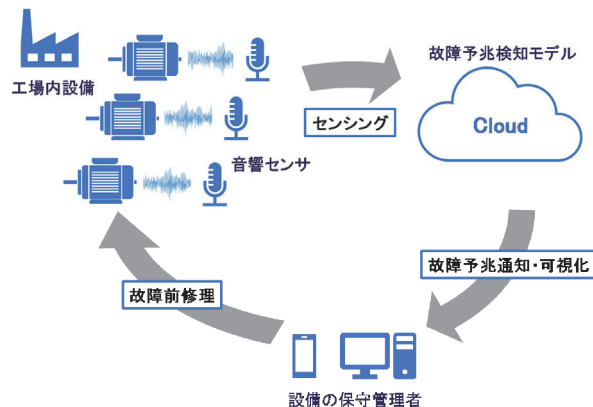 工場内設備
音響センサ
センシング
故障予兆検知モデル
Cloud
故障予兆通知・可視化
故障前修理
設備の保守管理者